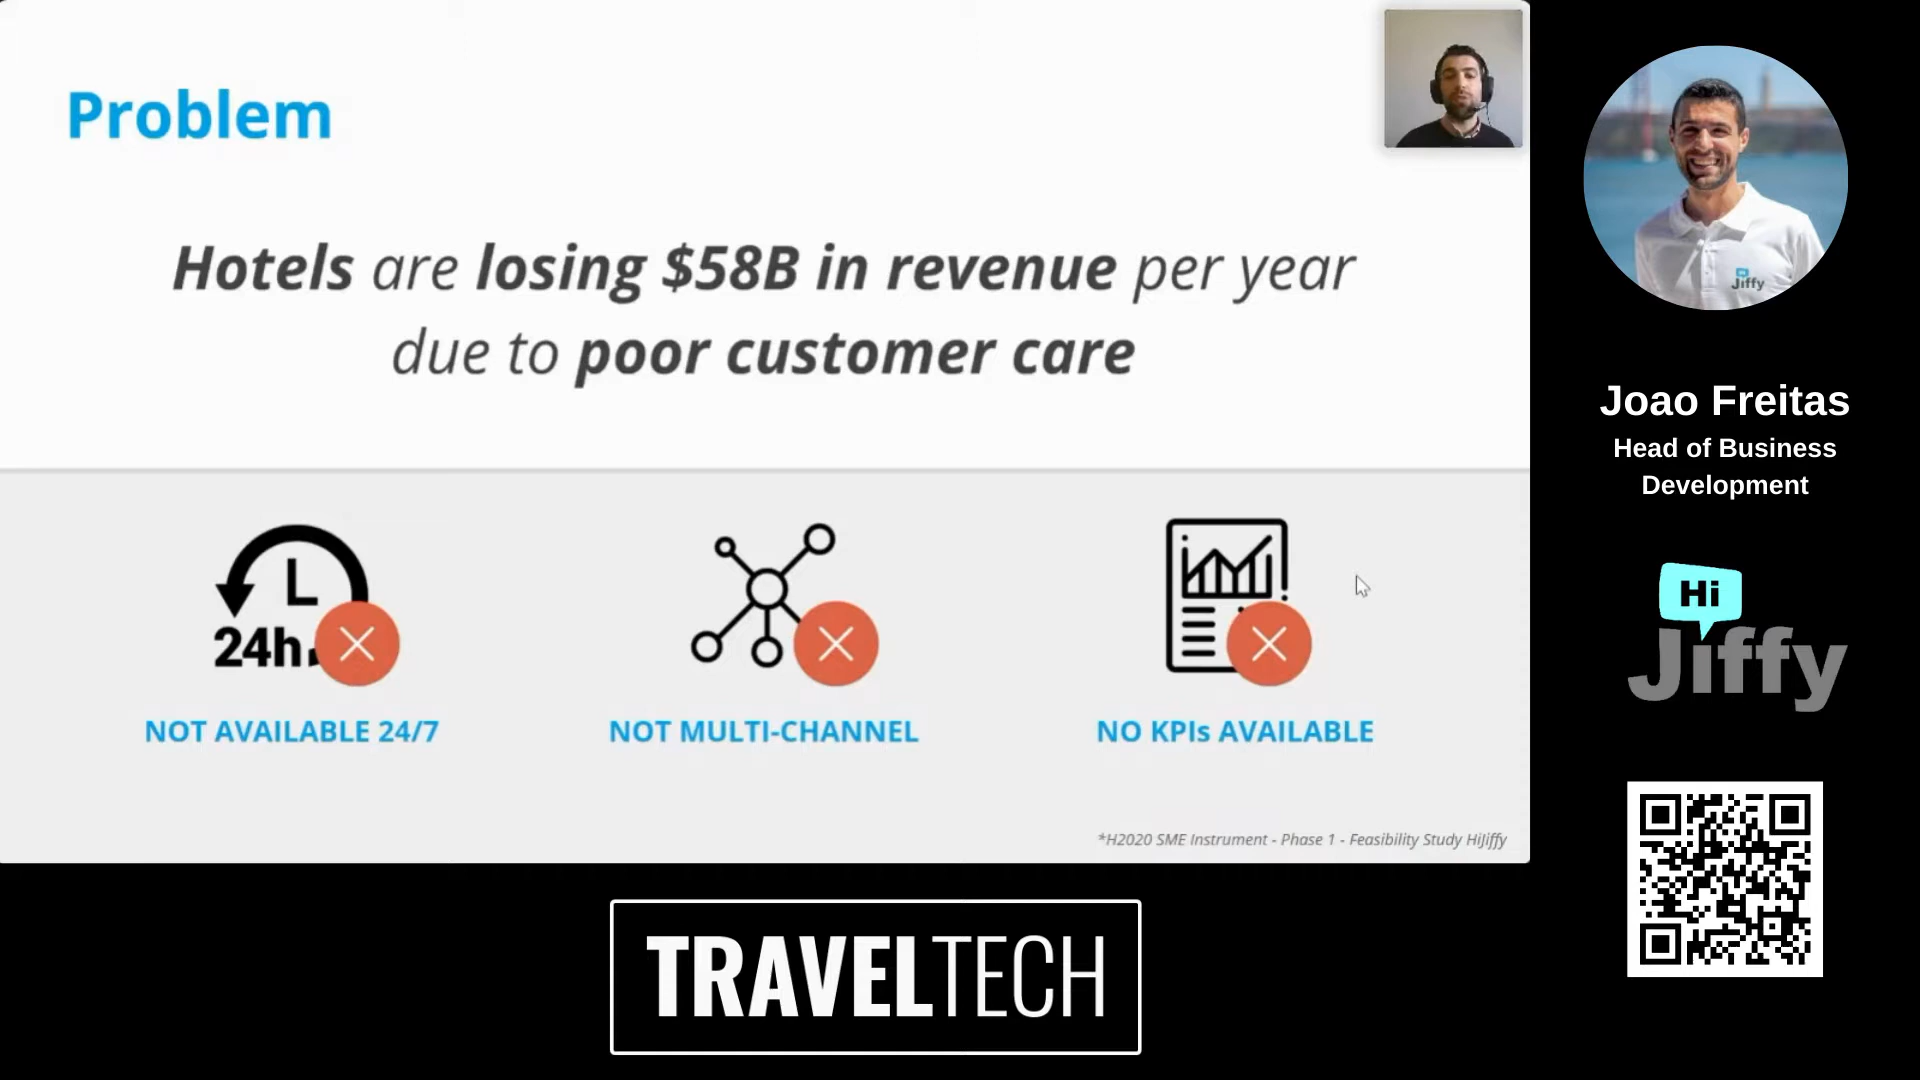 Problem
Hotels are losing $58B in revenue per year
due to poor customer care
24h
NOT AVAILABLE 24/7
NOT MULTI-CHANNEL
NO KPIs AVAILABLE
*H2020 SME Instrument - Phase 1 - Feasibility Study HiJiffy
Jiffy
Joao Freitas
Head of Business
Development
Hi
Jiffy
TRAVELTECH